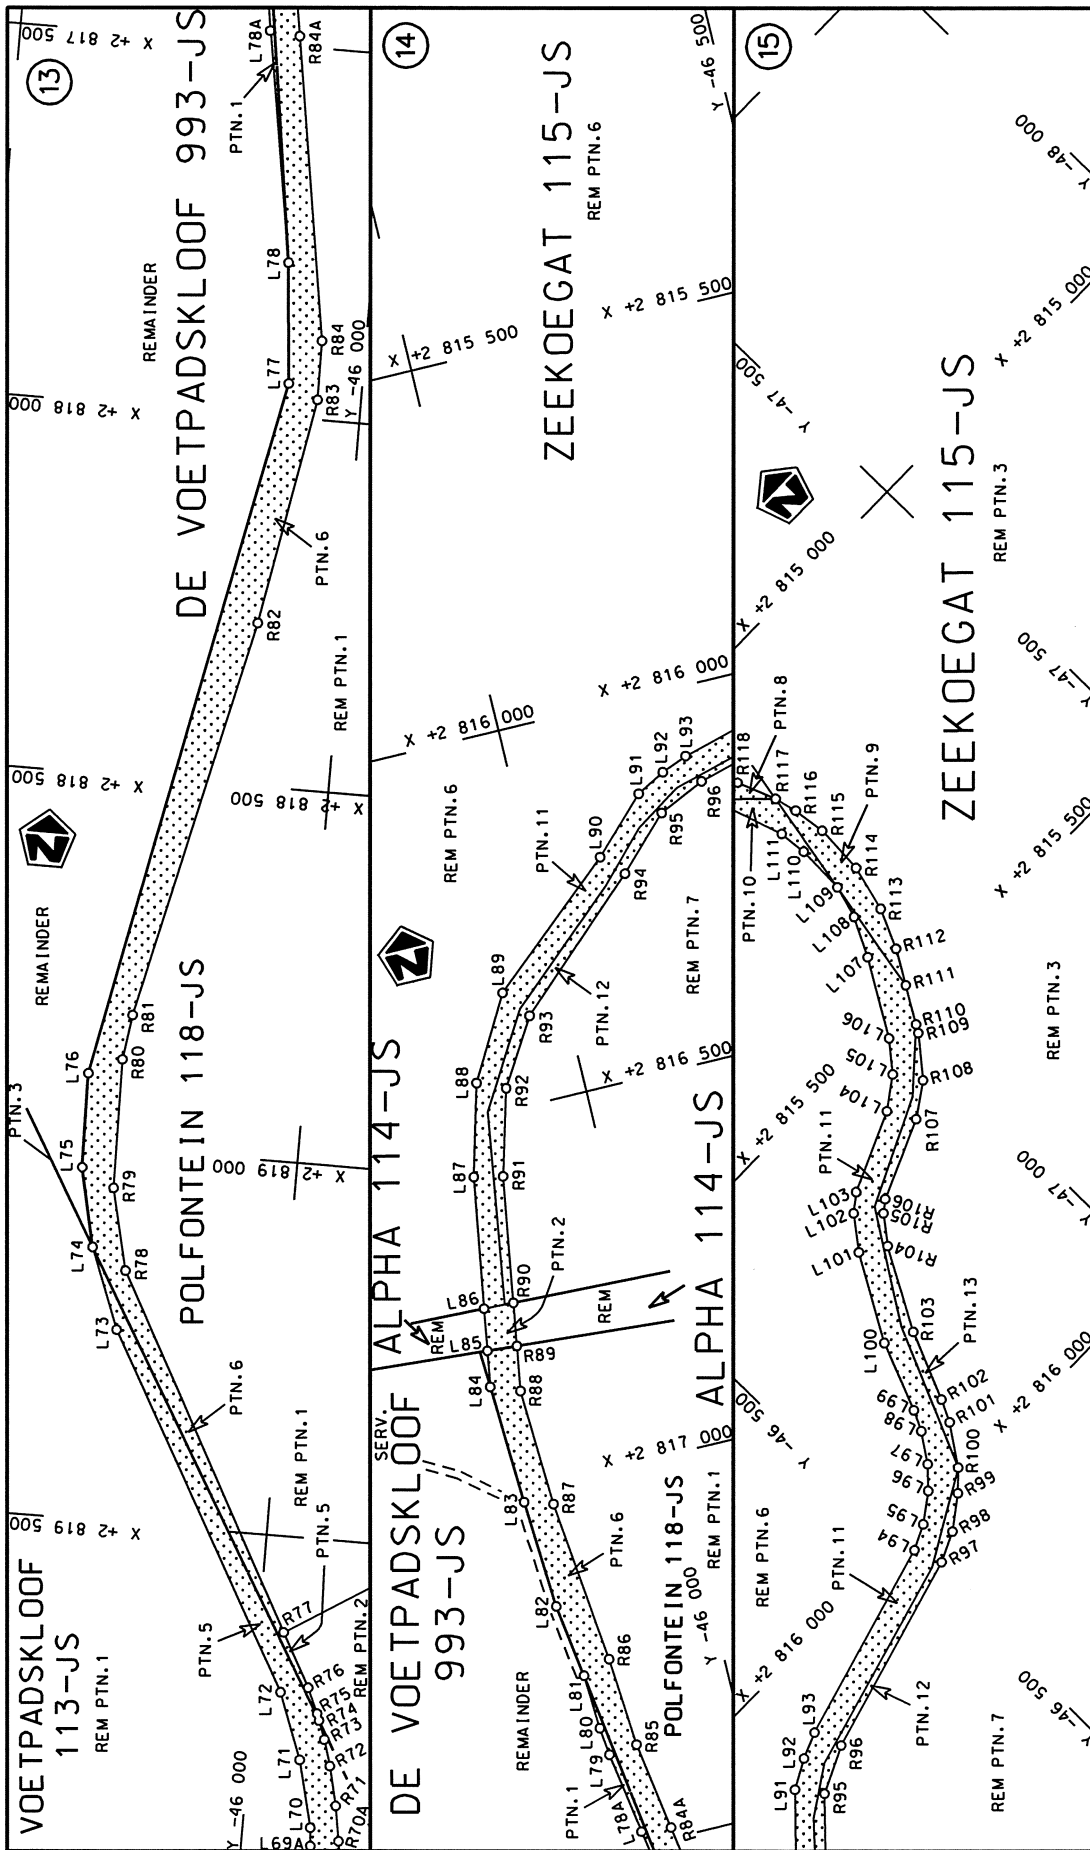 13
VOETPADSKLOOF
113-JS
REM PTN.1
X +2 819 500
PTN.3
REMAINDER
X +2 818 500
X +2 818 000
REMAINDER
DE VOETPADSKLOOF 993-JS
X +2 817 500
PTN.1
L69A
L70
L71
L72
L73
L74
L75
L76
L77
L78
L78A
R70A
R71
R72
R73
R74
R75
R76
R77
R78
R79
R80
R81
R82
R83
R84
R84A
PTN.5
PTN.5
PTN.6
PTN.6
POLFONTEIN 118-JS
REM PTN.1
REM PTN.1
REM PTN.2
Y -46 000
X +2 819 000
X +2 818 500
Y -46 000
14
DE VOETPADSKLOOF
993-JS
REMAINDER
SERV.
ALPHA 114-JS
REM
REM
REM PTN.6
X +2 816 000
X +2 815 500
ZEEKOEGAT 115-JS
REM PTN.6
PTN.1
L78A
L79
L80
L81
L82
L83
L84
L85
L86
L87
L88
L89
L90
L91
L92
L93
R84A
R85
R86
R87
R88
R89
R90
R91
R92
R93
R94
R95
R96
PTN.6
PTN.2
PTN.11
PTN.12
POLFONTEIN 118-JS
REM PTN.1
Y -46 000
X +2 817 000
ALPHA 114-JS
X +2 816 500
REM PTN.7
X +2 816 000
X +2 815 500
Y -46 500
15
X +2 816 000
REM PTN.6
Y -46 500
X +2 815 500
X +2 815 000
Y -47 500
L91
L92
L93
L94
L95
L96
L97
L98
L99
L100
L101
L102
L103
L104
L105
L106
L107
L108
L109
L110
L111
R95
R96
R97
R98
R99
R100
R101
R102
R103
R104
R105
R106
R107
R108
R109
R110
R111
R112
R113
R114
R115
R116
R117
R118
PTN.11
PTN.11
PTN.12
PTN.13
PTN.10
PTN.8
PTN.9
ZEEKOEGAT 115-JS
REM PTN.3
REM PTN.3
REM PTN.7
Y -46 500
X +2 816 000
Y -47 000
X +2 815 500
Y -47 500
X +2 815 000
Y -48 000